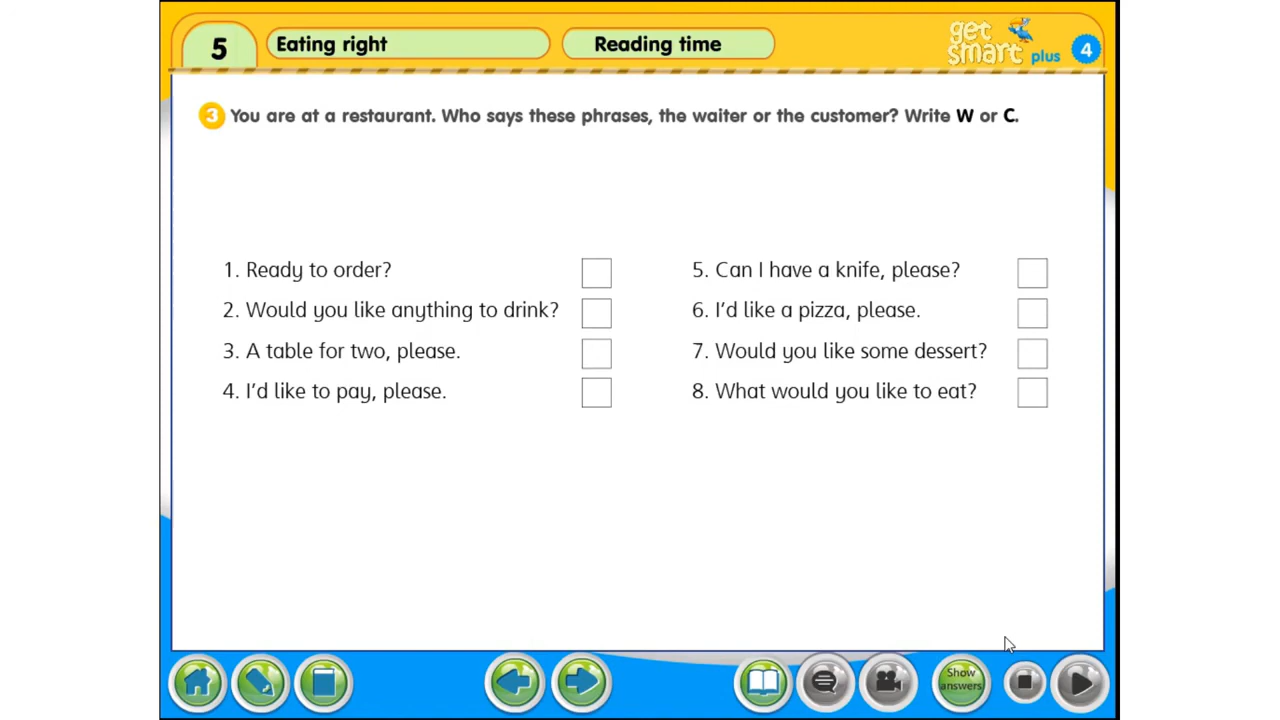 5
Eating right
Reading time
get
smart plus 4
3 You are at a restaurant. Who says these phrases, the waiter or the customer? Write W or C.
1. Ready to order?
2. Would you like anything to drink?
3. A table for two, please.
4. I'd like to pay, please.
5. Can I have a knife, please?
6. I'd like a pizza, please.
7. Would you like some dessert?
8. What would you like to eat?
Show
answers